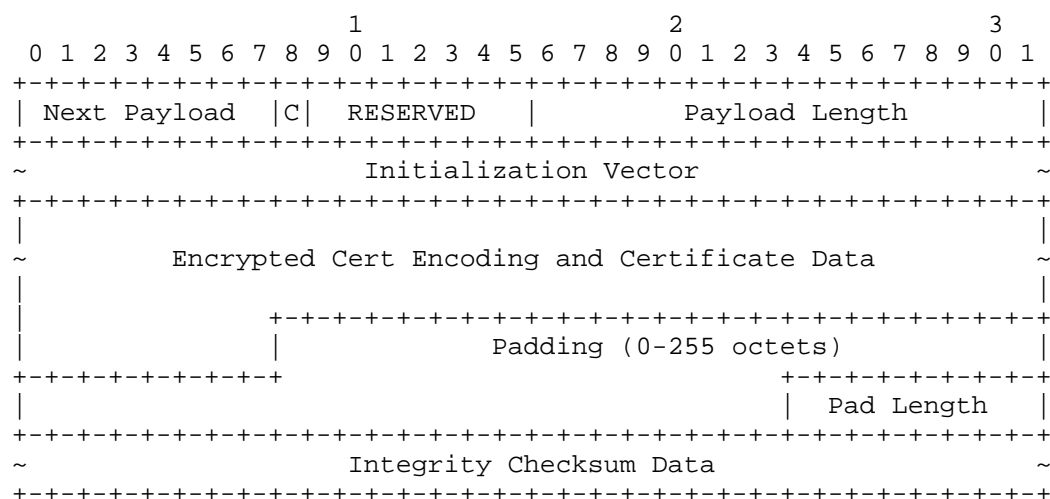 1                   2                   3
 0 1 2 3 4 5 6 7 8 9 0 1 2 3 4 5 6 7 8 9 0 1 2 3 4 5 6 7 8 9 0 1
+-+-+-+-+-+-+-+-+-+-+-+-+-+-+-+-+-+-+-+-+-+-+-+-+-+-+-+-+-+-+-+-+
| Next Payload  |C|  RESERVED   |         Payload Length        |
+-+-+-+-+-+-+-+-+-+-+-+-+-+-+-+-+-+-+-+-+-+-+-+-+-+-+-+-+-+-+-+-+
~                     Initialization Vector                     ~
+-+-+-+-+-+-+-+-+-+-+-+-+-+-+-+-+-+-+-+-+-+-+-+-+-+-+-+-+-+-+-+-+
|                                                               |
~         Encrypted Cert Encoding and Certificate Data          ~
|                                                               |
|               +-+-+-+-+-+-+-+-+-+-+-+-+-+-+-+-+-+-+-+-+-+-+-+-+
|               |             Padding (0-255 octets)            |
+-+-+-+-+-+-+-+-+                               +-+-+-+-+-+-+-+-+
|                                               |  Pad Length   |
+-+-+-+-+-+-+-+-+-+-+-+-+-+-+-+-+-+-+-+-+-+-+-+-+-+-+-+-+-+-+-+-+
~                    Integrity Checksum Data                    ~
+-+-+-+-+-+-+-+-+-+-+-+-+-+-+-+-+-+-+-+-+-+-+-+-+-+-+-+-+-+-+-+-+